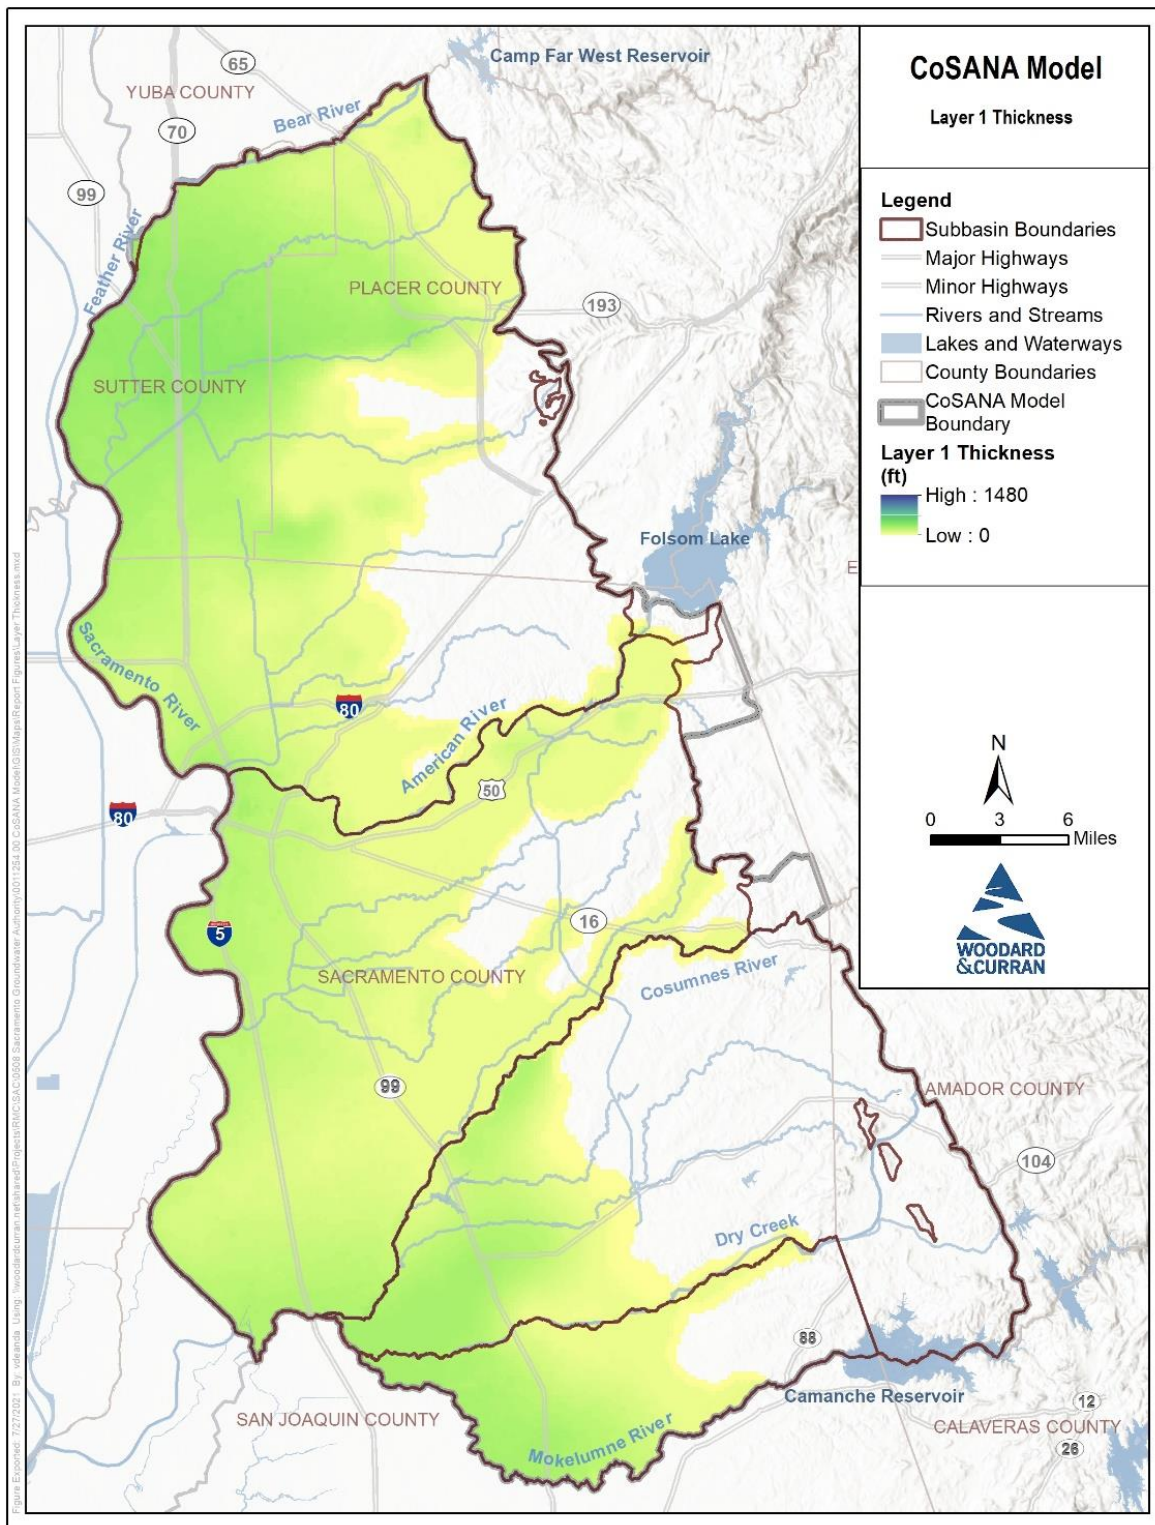 CoSANA Model
Layer 1 Thickness
Legend
Subbasin Boundaries
Major Highways
Minor Highways
Rivers and Streams
Lakes and Waterways
County Boundaries
CoSANA Model
Boundary
Layer 1 Thickness
(ft)
High : 1480
Low : 0
N
0 3 6
Miles
WOODARD
&CURRAN
Camp Far West Reservoir
65
YUBA COUNTY
Bear River
70
99
Feather River
PLACER COUNTY
193
SUTTER COUNTY
Folsom Lake
E
Sacramento River
80
American River
50
80
16
5
SACRAMENTO COUNTY
Cosumnes River
99
AMADOR COUNTY
104
Dry Creek
88
Camanche Reservoir
SAN JOAQUIN COUNTY
12
CALAVERAS COUNTY
26
Mokelumne River